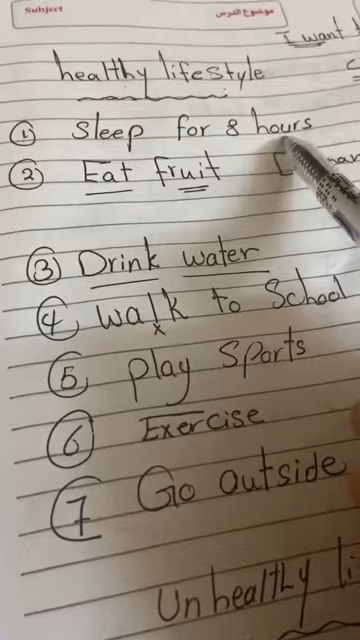 Subject موضوع الدرس
I want
healthy lifestyle
① Sleep for 8 hours
② Eat fruit
③ Drink water
④ Walk to School
⑤ Play Sports
⑥ Exercise
⑦ Go outside
Unhealthy li